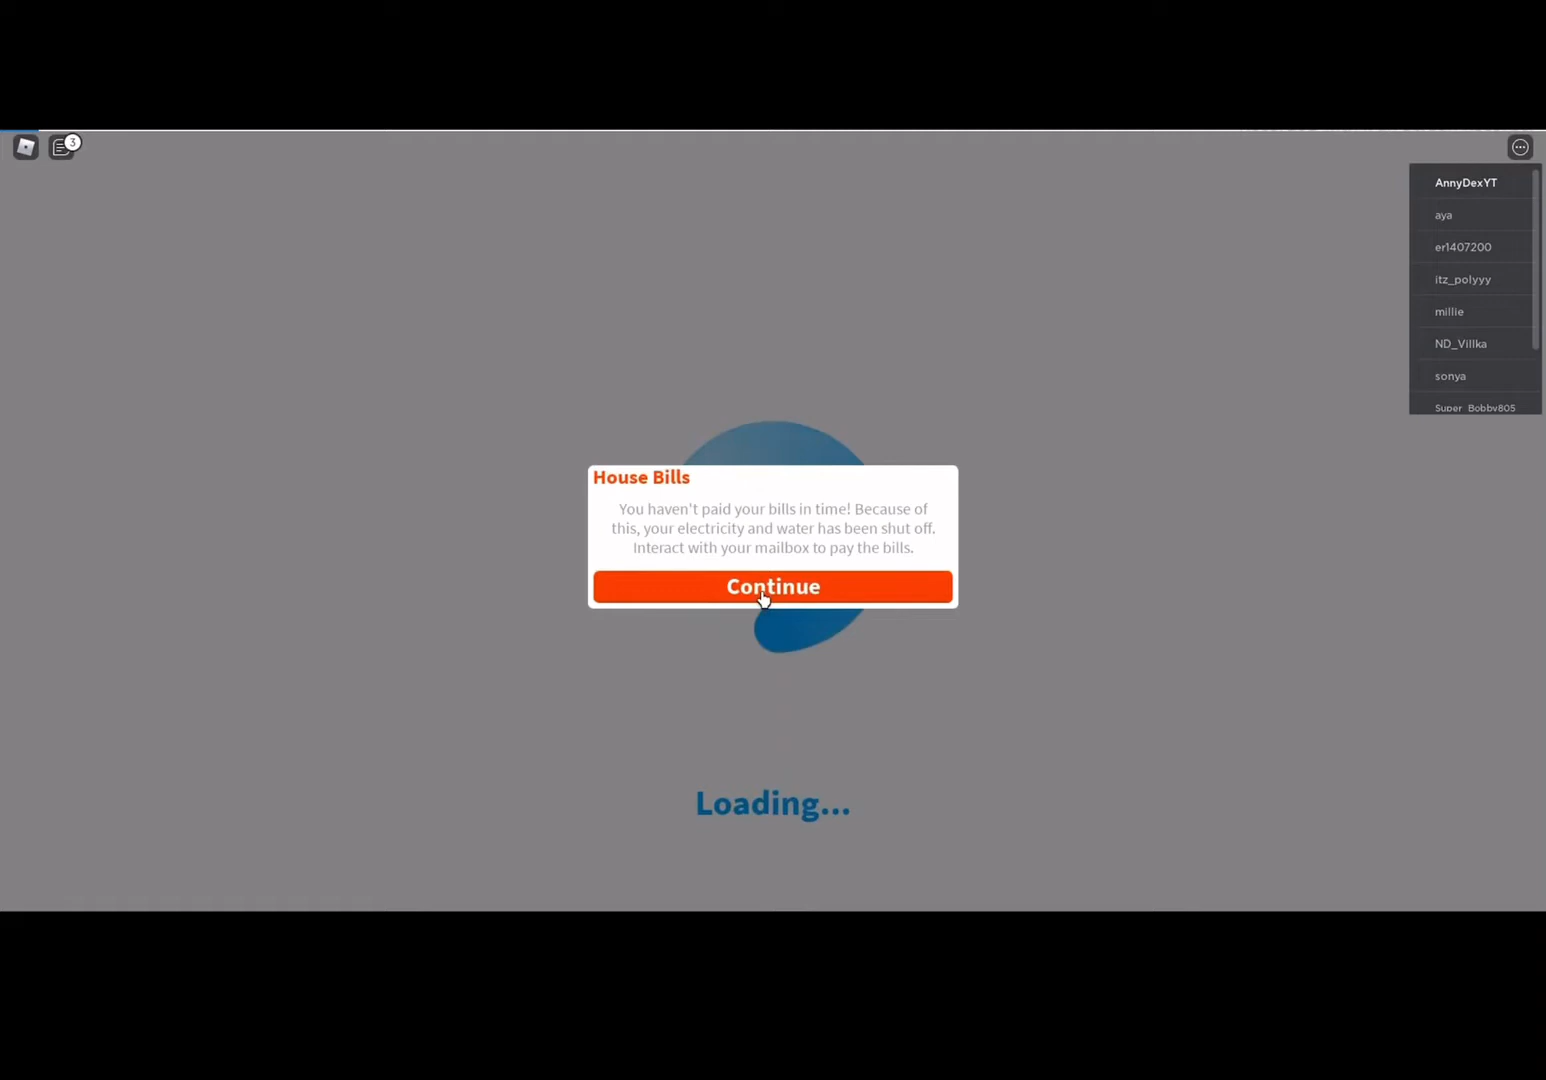 3
AnnyDexYT
aya
er1407200
itz_polyyy
millie
ND_Villka
sonya
Super_Bobby805
House Bills
You haven't paid your bills in time! Because of
this, your electricity and water has been shut off.
Interact with your mailbox to pay the bills.
Continue
Loading...